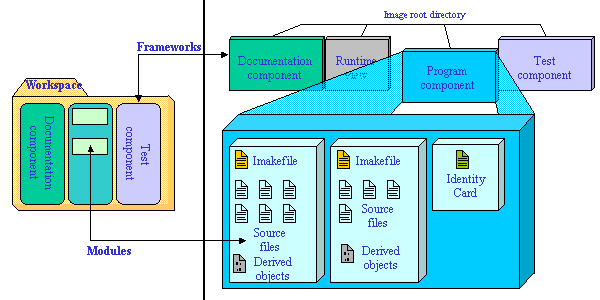 Image root directory
Frameworks
Documentation
component
Runtime
view
Program
component
Test
component
Workspace
Documentation
component
Test
component
Modules
Imakefile
Source
files
Derived
objects
Imakefile
Source
files
Derived
objects
Identity
Card